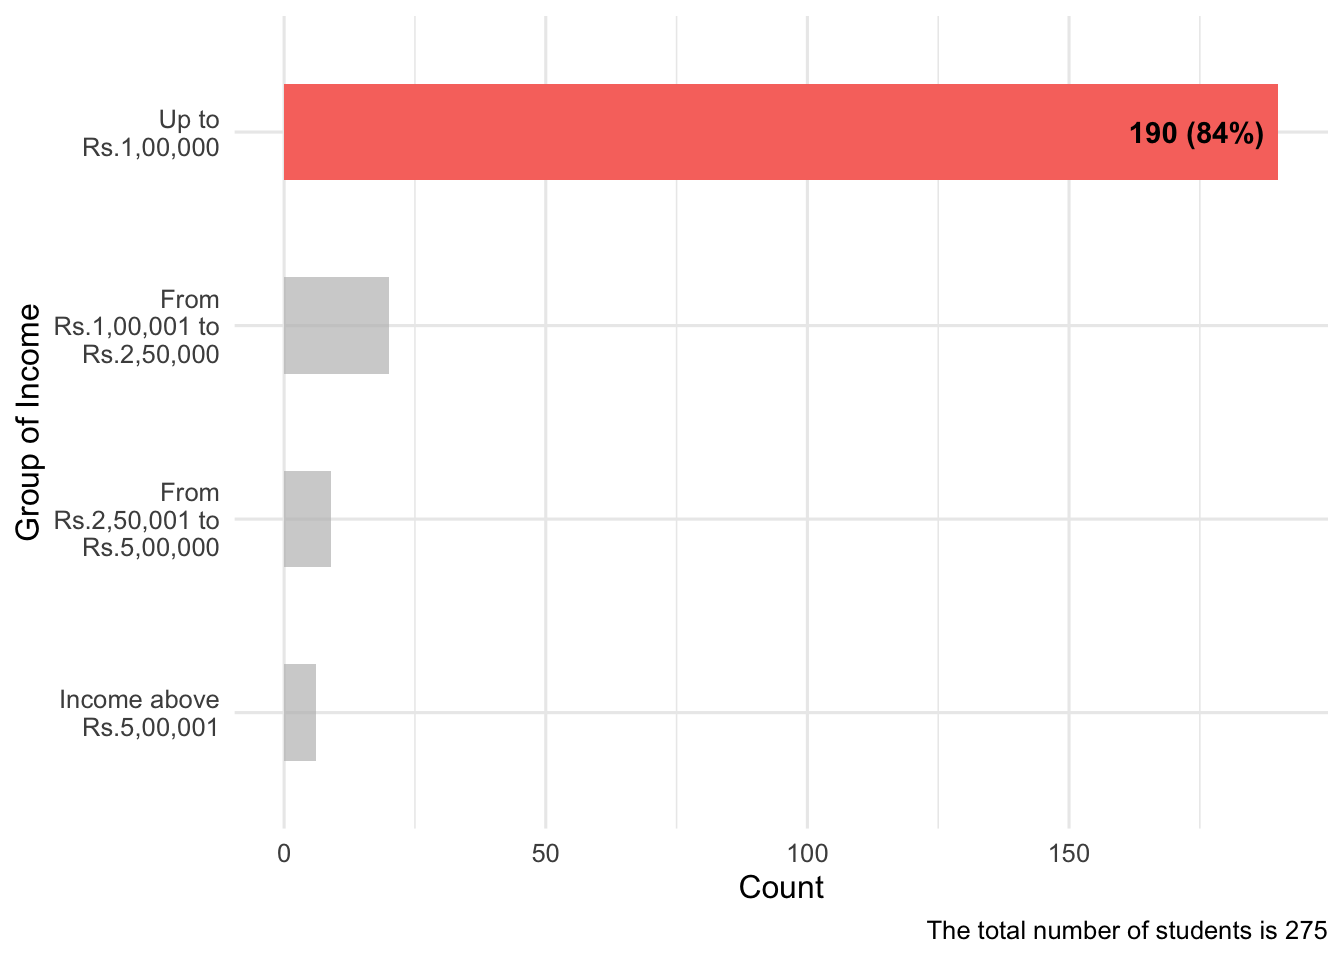 Up to
Rs.1,00,000
190 (84%)
From
Rs.1,00,001 to
Rs.2,50,000
From
Rs.2,50,001 to
Rs.5,00,000
Income above
Rs.5,00,001
Group of Income
0 50 100 150
Count
The total number of students is 275